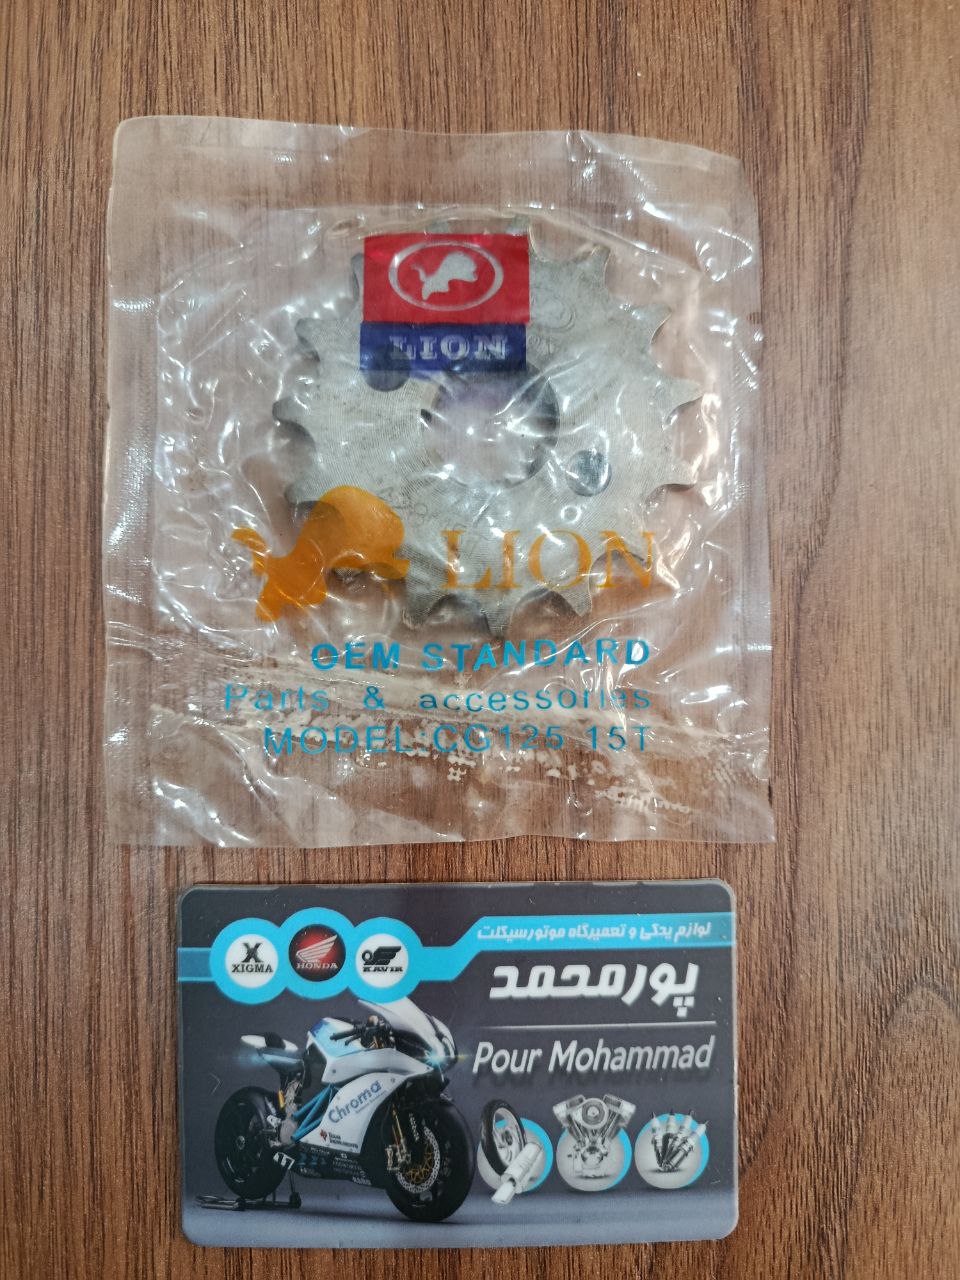 LION
LION
OEM STANDARD
Parts & accessories
MODEL:CG125 15T
لوازم یدکی و تعمیرگاه موتورسیکلت
X
XIGMA
HONDA
KAVIR
پورمحمد
Pour Mohammad
Chroma